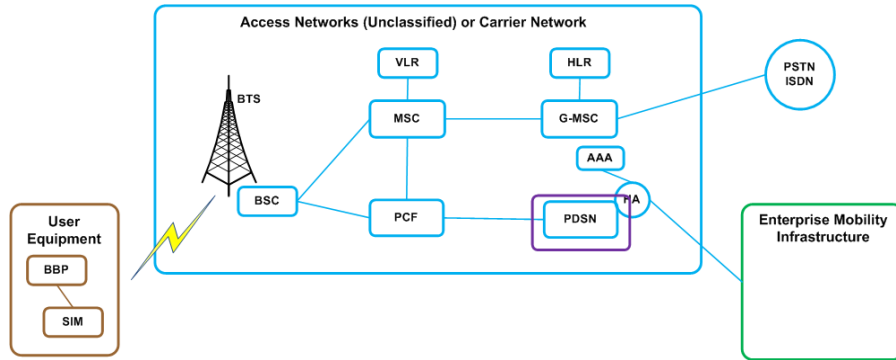 Access Networks (Unclassified) or Carrier Network
VLR
HLR
PSTN
ISDN
BTS
MSC
G-MSC
AAA
BSC
HA
PCF
PDSN
User
Equipment
BBP
SIM
Enterprise Mobility
Infrastructure